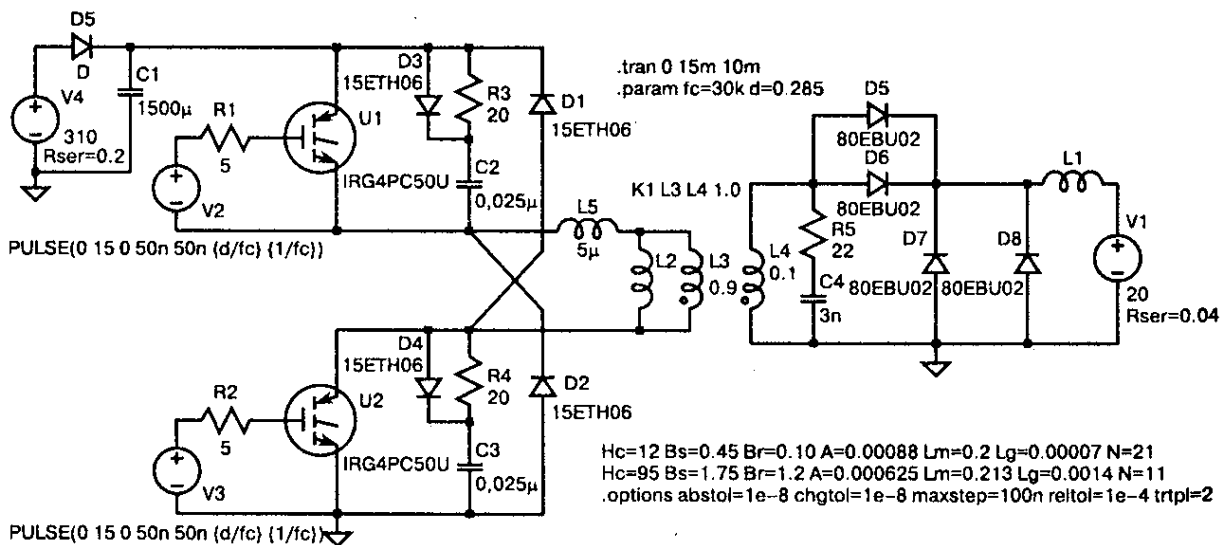 D5
D
V4
310
Rser=0.2
C1
1500µ
R1
5
V2
PULSE(0 15 0 50n 50n {d/fc} {1/fc})
U1
IRG4PC50U
D3
15ETH06
R3
20
C2
0,025µ
D1
15ETH06
.tran 0 15m 10m
.param fc=30k d=0.285
D5
80EBU02
D6
80EBU02
L1
K1 L3 L4 1.0
L5
5µ
L2
L3
0.9
L4
0.1
R5
22
C4
3n
D7
80EBU02
D8
80EBU02
V1
20
Rser=0.04
D4
15ETH06
R4
20
C3
0,025µ
D2
15ETH06
R2
5
U2
IRG4PC50U
V3
PULSE(0 15 0 50n 50n {d/fc} {1/fc})
Hc=12 Bs=0.45 Br=0.10 A=0.00088 Lm=0.2 Lg=0.00007 N=21
Hc=95 Bs=1.75 Br=1.2 A=0.000625 Lm=0.213 Lg=0.0014 N=11
.options abstol=1e-8 chgtol=1e-8 maxstep=100n reltol=1e-4 trtpl=2